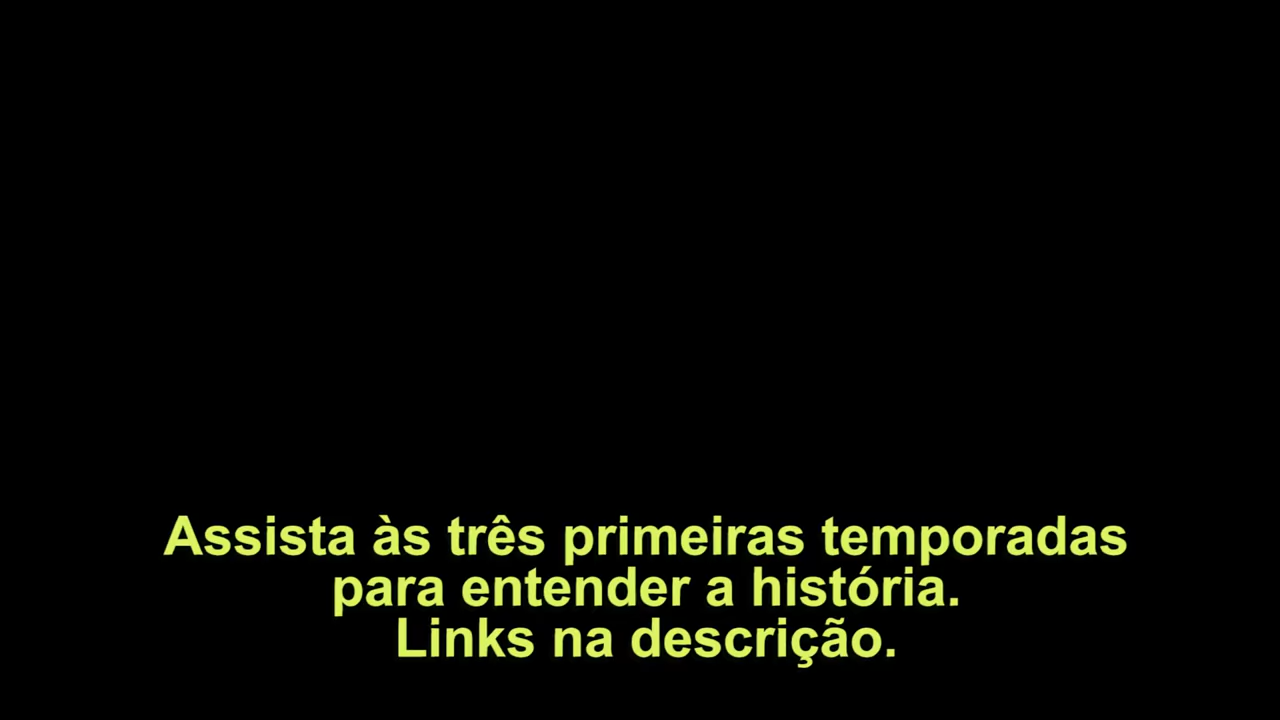 Assista às três primeiras temporadas
para entender a história.
Links na descrição.